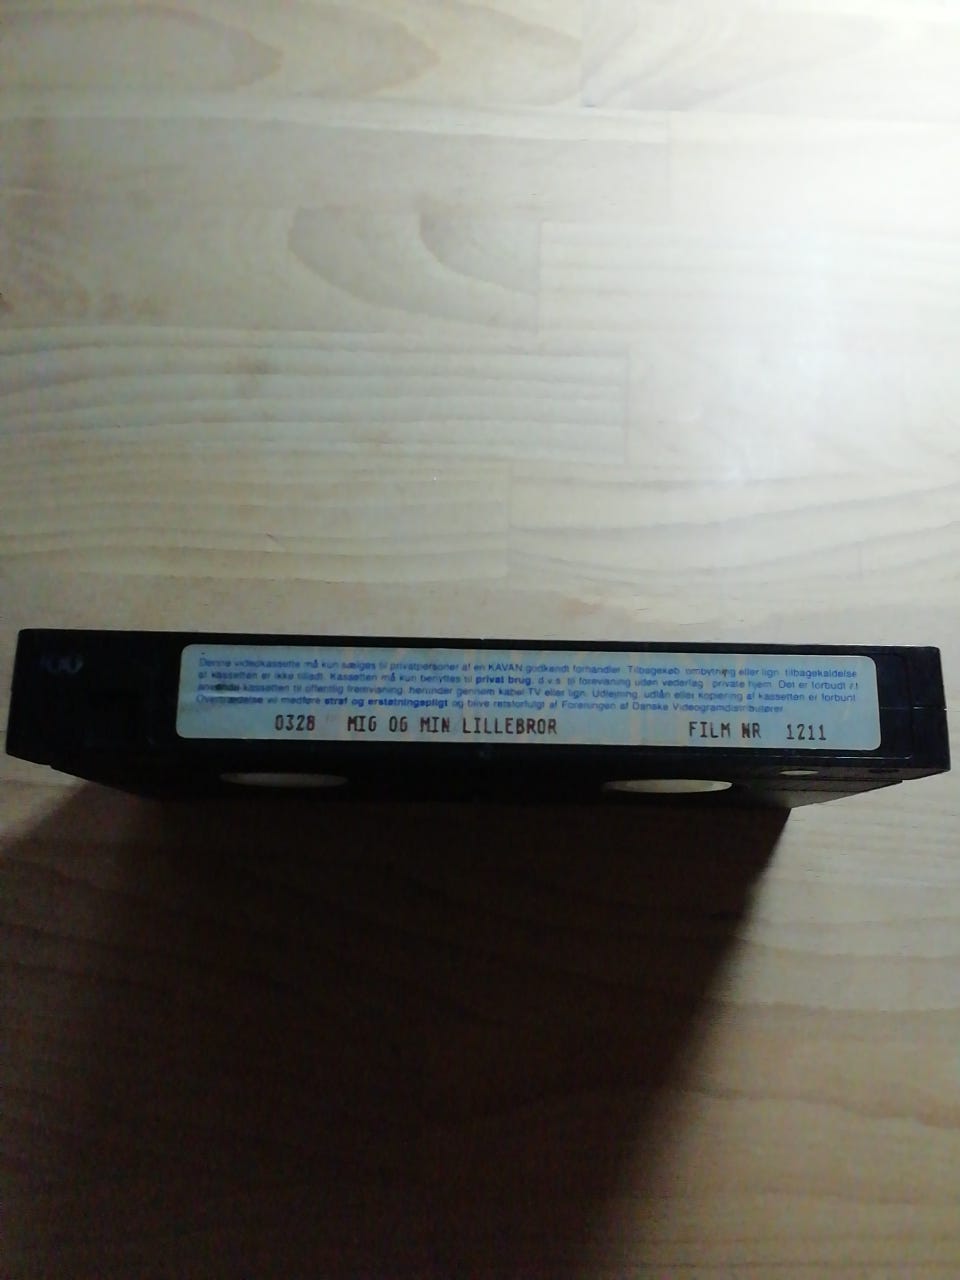 Denne videokassette må kun sælges til privatpersoner af en KAVAN godkendt forhandler. Tilbagekøb, ombytning eller lign. tilbagekaldelse
af kassetten er ikke tilladt. Kassetten må kun benyttes til privat brug, d.v.s. til forevisning uden vederlag private hjem. Det er forbudt
anvende kassetten til offentlig fremvisning, herunder gennem kabel TV eller lign. Udlejning, udlån eller kopiering af kassetten er forbunt
Overtrædelse vil medføre straf og erstatningspligt og blive retsforfulgt af Foreningen af Danske Videogramdistributører.
0328 MIG OG MIN LILLEBROR FILM NR 1211